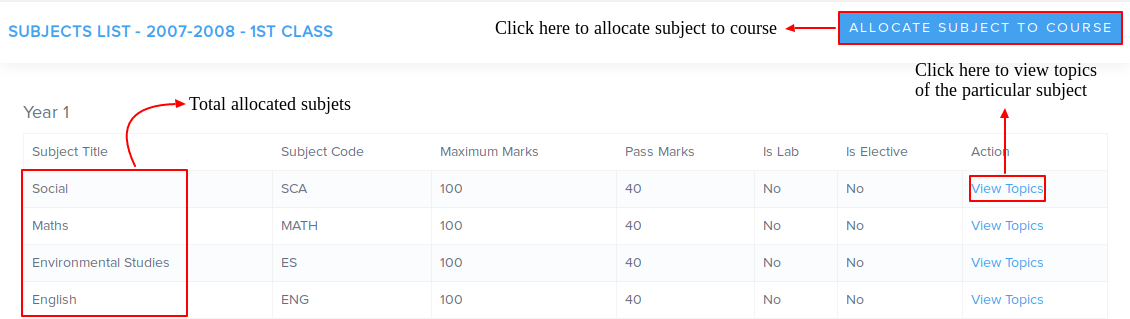 SUBJECTS LIST - 2007-2008 - 1ST CLASS
Click here to allocate subject to course
ALLOCATE SUBJECT TO COURSE
Click here to view topics
of the particular subject
Total allocated subjets
Year 1
Subject Title Subject Code Maximum Marks Pass Marks Is Lab Is Elective Action
Social SCA 100 40 No No View Topics
Maths MATH 100 40 No No View Topics
Environmental Studies ES 100 40 No No View Topics
English ENG 100 40 No No View Topics